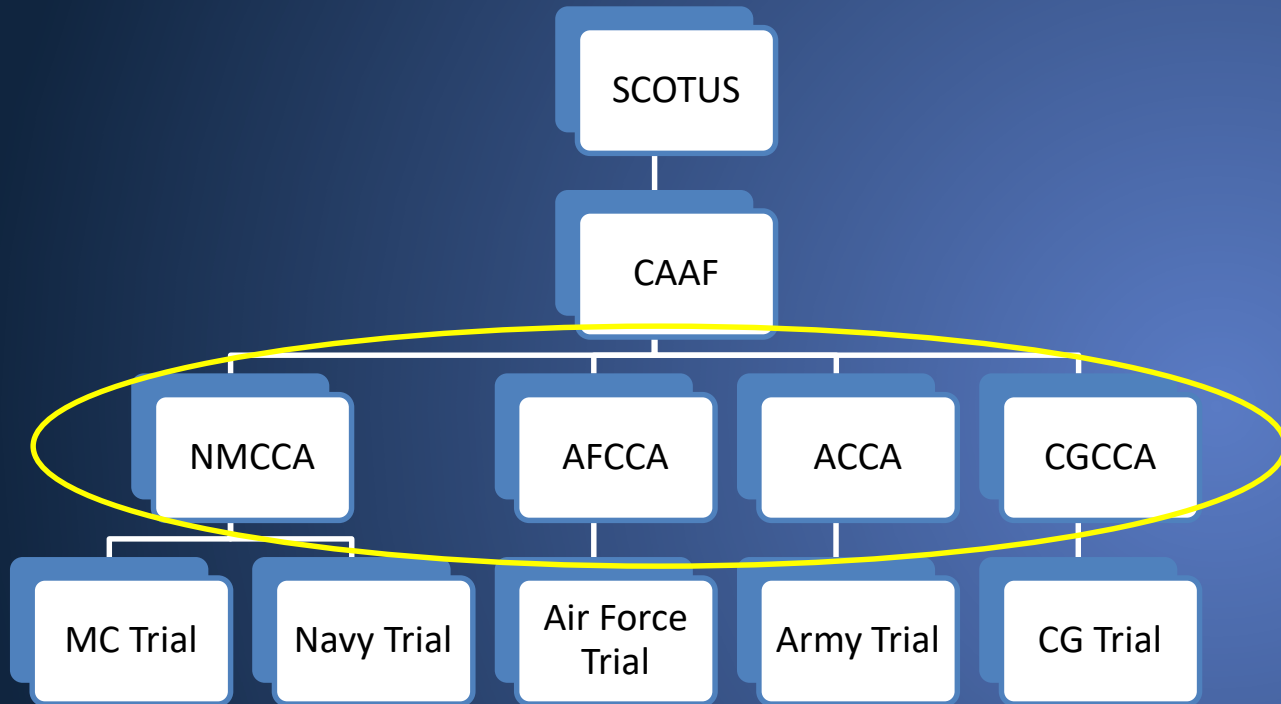 SCOTUS
CAAF
NMCCA
AFCCA
ACCA
CGCCA
MC Trial
Navy Trial
Air Force
Trial
Army Trial
CG Trial